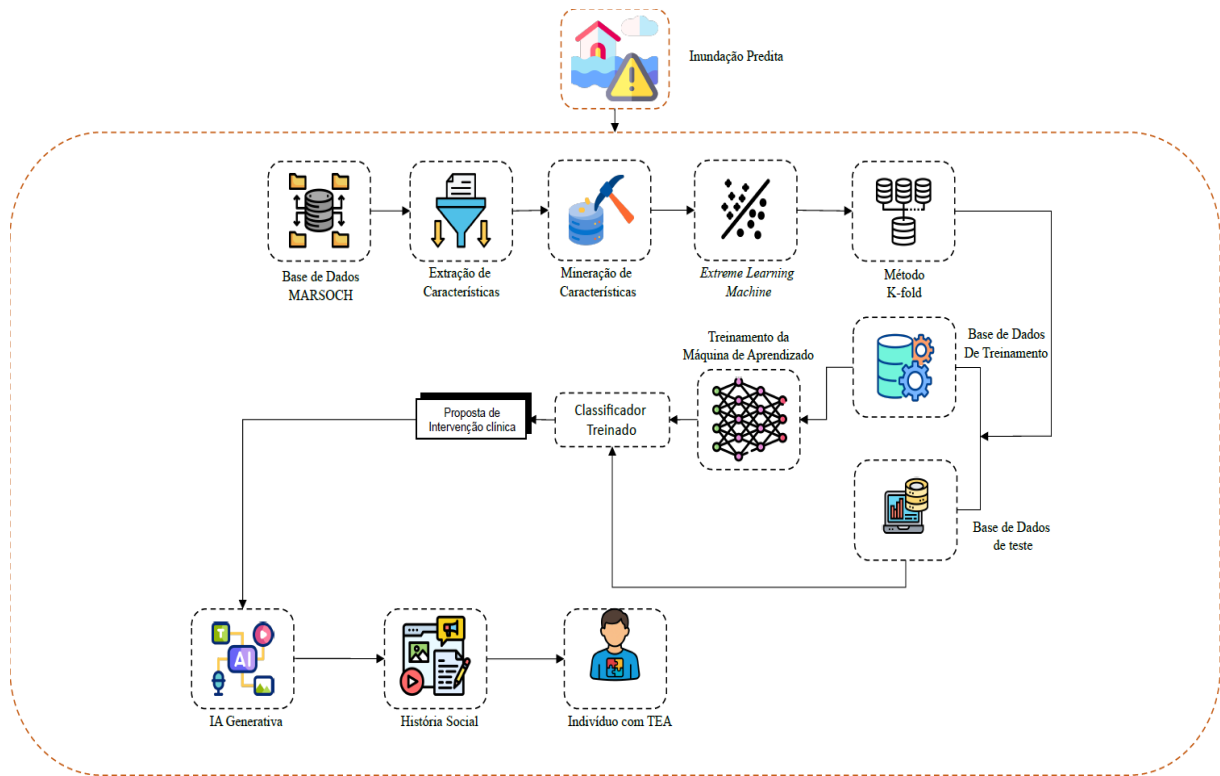 Inundação Predita
Base de Dados
MARSOCH
Extração de
Características
Mineração de
Características
Extreme Learning
Machine
Método
K-fold
Base de Dados
De Treinamento
Treinamento da
Máquina de Aprendizado
Classificador
Treinado
Proposta de
Intervenção clínica
Base de Dados
de teste
T
AI
IA Generativa
História Social
Indivíduo com TEA